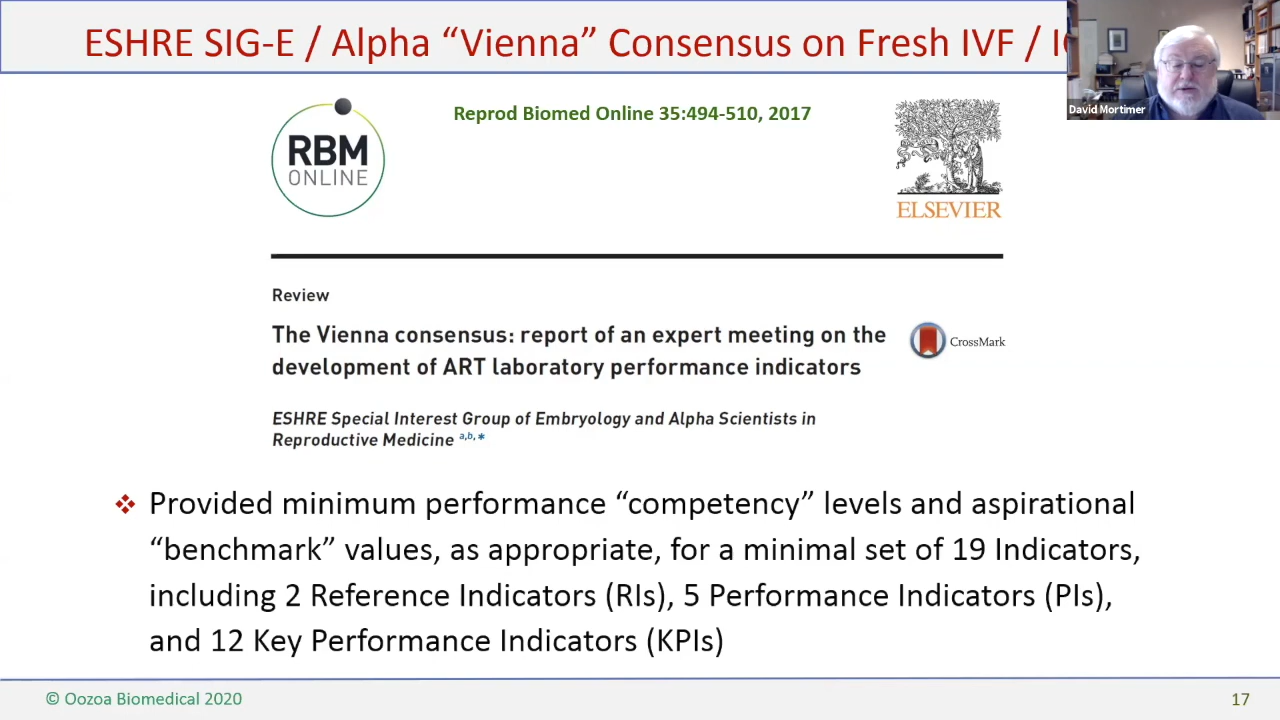 ESHRE SIG-E / Alpha “Vienna” Consensus on Fresh IVF /
David Mortimer
Reprod Biomed Online 35:494-510, 2017
RBM
ONLINE
ELSEVIER
Review
The Vienna consensus: report of an expert meeting on the
development of ART laboratory performance indicators
CrossMark
ESHRE Special Interest Group of Embryology and Alpha Scientists in
Reproductive Medicine a,b,*
❖ Provided minimum performance “competency” levels and aspirational
“benchmark” values, as appropriate, for a minimal set of 19 Indicators,
including 2 Reference Indicators (RIs), 5 Performance Indicators (PIs),
and 12 Key Performance Indicators (KPIs)
© Oozoa Biomedical 2020
17